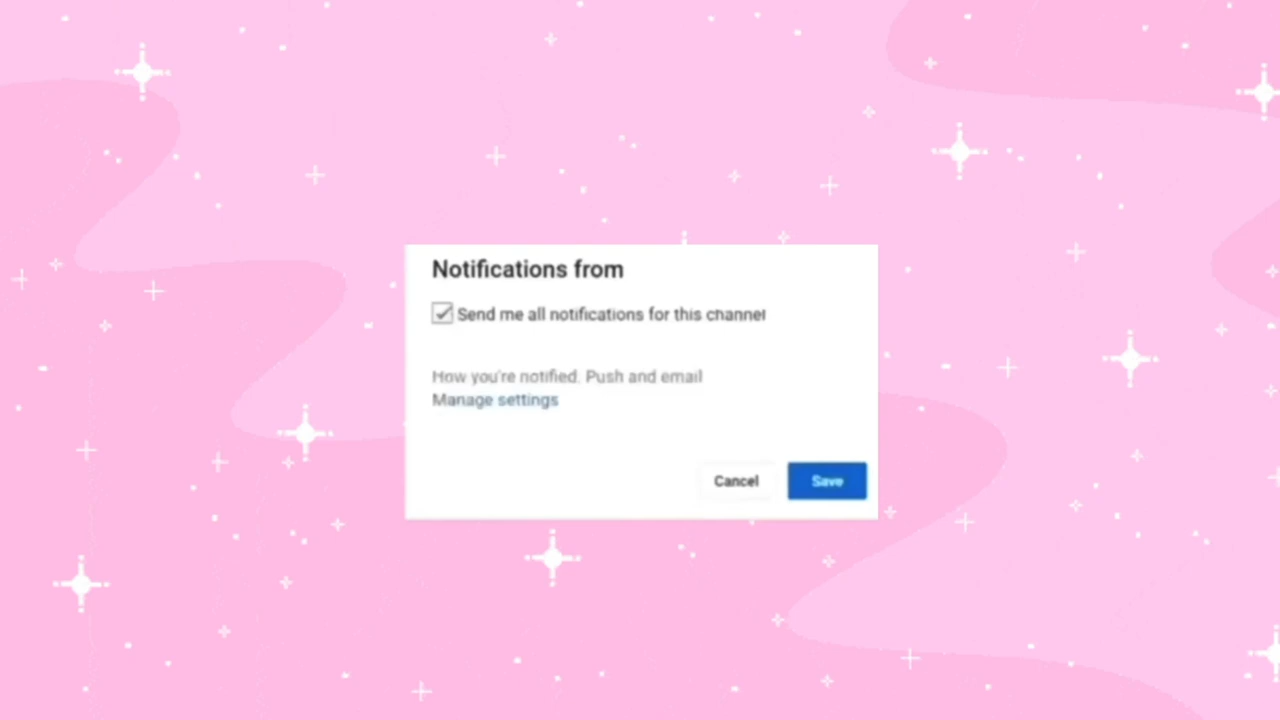 Notifications from
Send me all notifications for this channel
How you're notified. Push and email
Manage settings
Cancel
Save